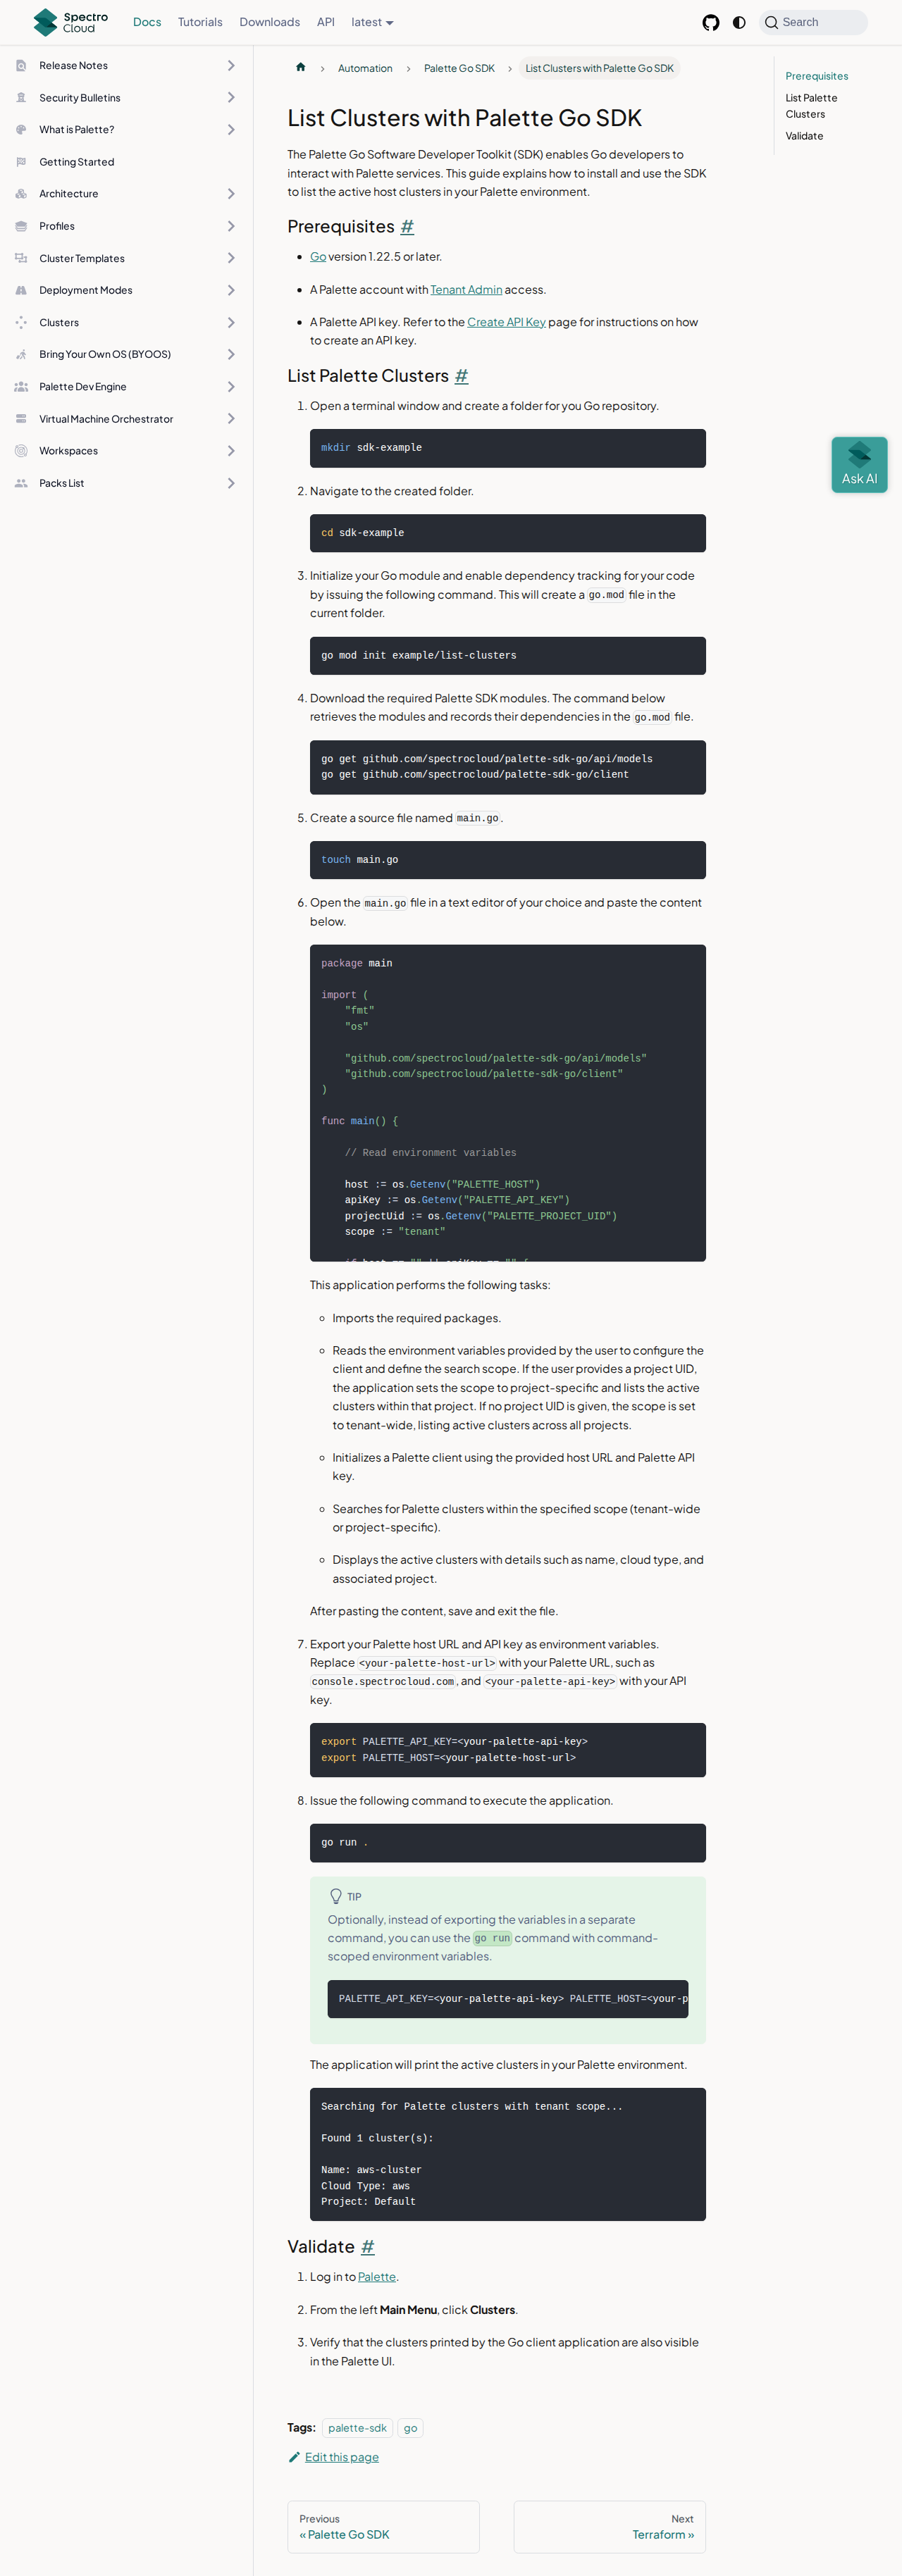 Spectro
Cloud
Docs
Tutorials
Downloads
API
latest
Search
Release Notes
Security Bulletins
What is Palette?
Getting Started
Architecture
Profiles
Cluster Templates
Deployment Modes
Clusters
Bring Your Own OS (BYOOS)
Palette Dev Engine
Virtual Machine Orchestrator
Workspaces
Packs List
Automation
Palette Go SDK
List Clusters with Palette Go SDK
Prerequisites
List Palette
Clusters
Validate
List Clusters with Palette Go SDK
The Palette Go Software Developer Toolkit (SDK) enables Go developers to
interact with Palette services. This guide explains how to install and use the SDK
to list the active host clusters in your Palette environment.
Prerequisites #
Go version 1.22.5 or later.
A Palette account with Tenant Admin access.
A Palette API key. Refer to the Create API Key page for instructions on how
to create an API key.
List Palette Clusters #
1. Open a terminal window and create a folder for you Go repository.
mkdir sdk-example
Ask AI
2. Navigate to the created folder.
cd sdk-example
3. Initialize your Go module and enable dependency tracking for your code
by issuing the following command. This will create a go.mod file in the
current folder.
go mod init example/list-clusters
4. Download the required Palette SDK modules. The command below
retrieves the modules and records their dependencies in the go.mod file.
go get github.com/spectrocloud/palette-sdk-go/api/models
go get github.com/spectrocloud/palette-sdk-go/client
5. Create a source file named main.go.
touch main.go
6. Open the main.go file in a text editor of your choice and paste the content
below.
package main
import (
"fmt"
"os"
"github.com/spectrocloud/palette-sdk-go/api/models"
"github.com/spectrocloud/palette-sdk-go/client"
)
func main() {
// Read environment variables
host := os.Getenv("PALETTE_HOST")
apiKey := os.Getenv("PALETTE_API_KEY")
projectUid := os.Getenv("PALETTE_PROJECT_UID")
scope := "tenant"
if host == "" || apiKey == "" {
This application performs the following tasks:
Imports the required packages.
Reads the environment variables provided by the user to configure the
client and define the search scope. If the user provides a project UID,
the application sets the scope to project-specific and lists the active
clusters within that project. If no project UID is given, the scope is set
to tenant-wide, listing active clusters across all projects.
Initializes a Palette client using the provided host URL and Palette API
key.
Searches for Palette clusters within the specified scope (tenant-wide
or project-specific).
Displays the active clusters with details such as name, cloud type, and
associated project.
After pasting the content, save and exit the file.
7. Export your Palette host URL and API key as environment variables.
Replace <your-palette-host-url> with your Palette URL, such as
console.spectrocloud.com, and <your-palette-api-key> with your API
key.
export PALETTE_API_KEY=<your-palette-api-key>
export PALETTE_HOST=<your-palette-host-url>
8. Issue the following command to execute the application.
go run .
TIP
Optionally, instead of exporting the variables in a separate
command, you can use the go run command with command-
scoped environment variables.
PALETTE_API_KEY=<your-palette-api-key> PALETTE_HOST=<your-p
The application will print the active clusters in your Palette environment.
Searching for Palette clusters with tenant scope...
Found 1 cluster(s):
Name: aws-cluster
Cloud Type: aws
Project: Default
Validate #
1. Log in to Palette.
2. From the left Main Menu, click Clusters.
3. Verify that the clusters printed by the Go client application are also visible
in the Palette UI.
Tags: palette-sdk go
Edit this page
Previous
« Palette Go SDK
Next
Terraform »